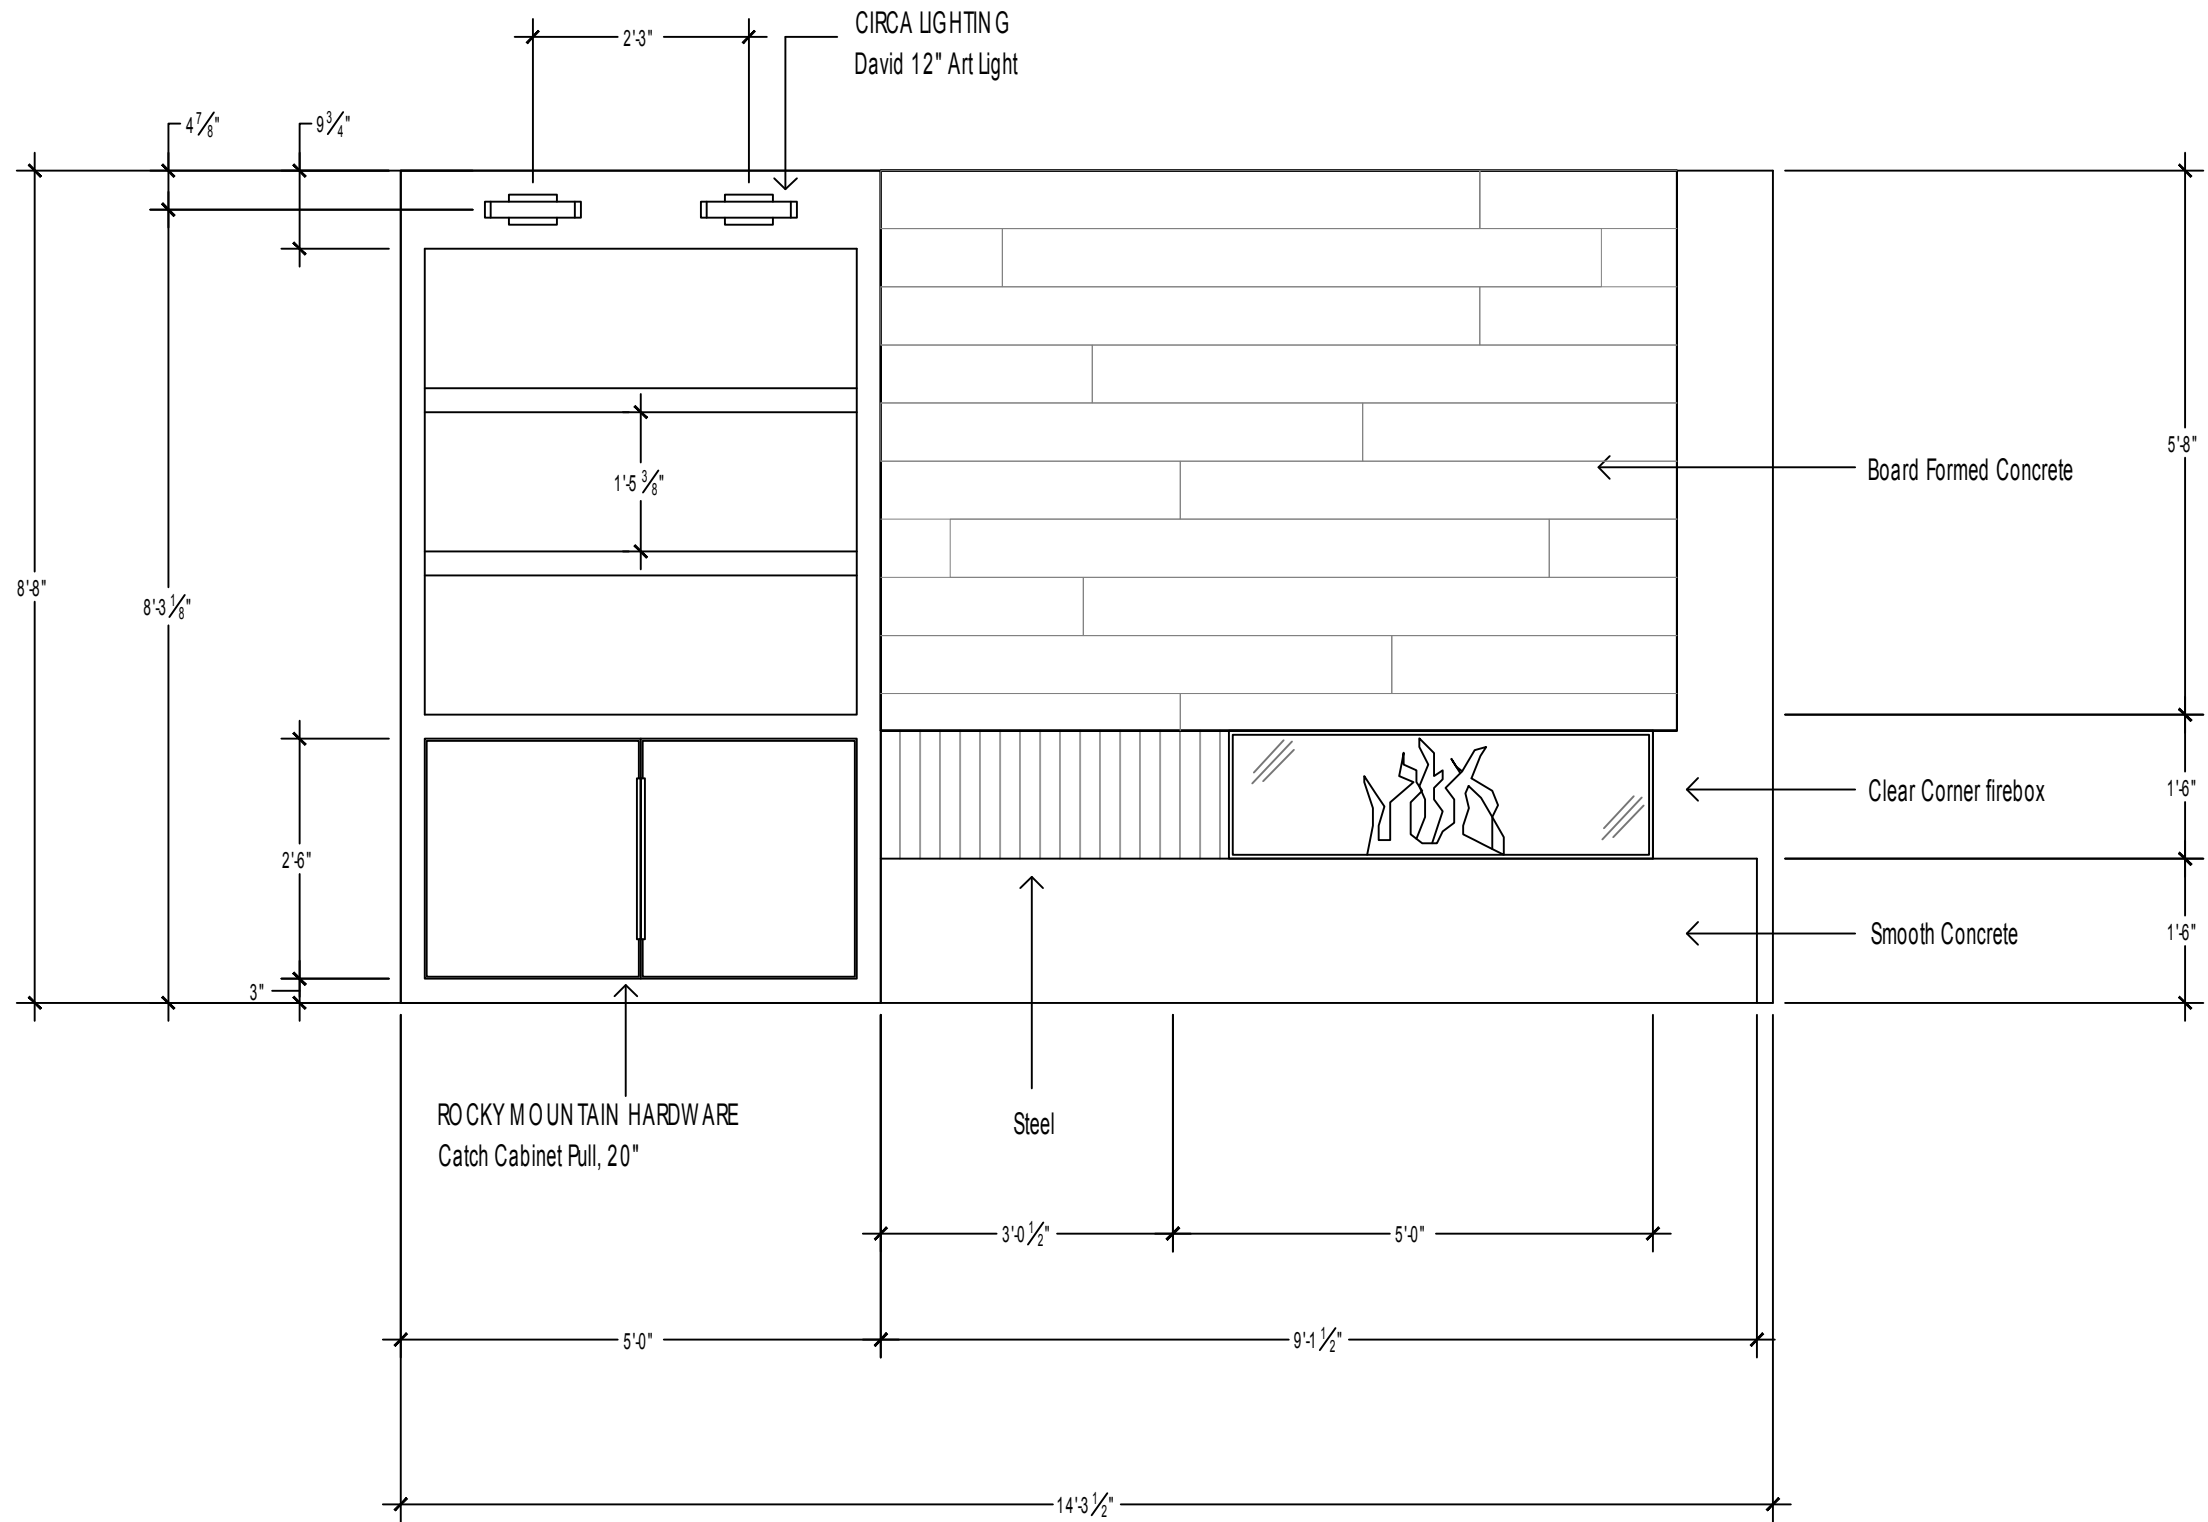 CIRCA LIGHTING
David 12" Art Light
2'-3"
4 7/8"
9 3/4"
5'-8"
Board Formed Concrete
1'-5 3/8"
8'-8"
8'-3 1/8"
Clear Corner firebox
1'-6"
2'-6"
Smooth Concrete
1'-6"
3"
ROCKY MOUNTAIN HARDWARE
Catch Cabinet Pull, 20"
Steel
3'-0 1/2"
5'-0"
5'-0"
9'-1 1/2"
14'-3 1/2"